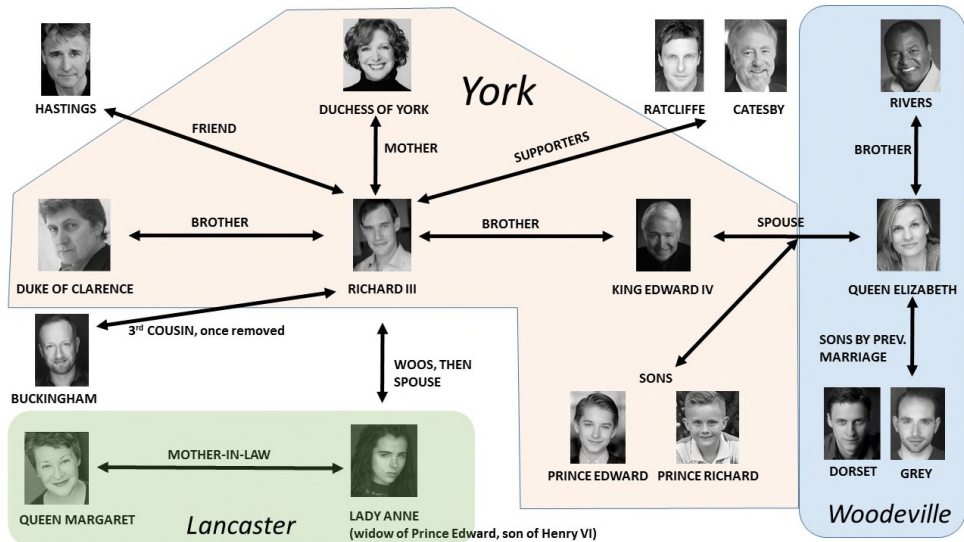 York
HASTINGS
DUCHESS OF YORK
RATCLIFFE
CATESBY
RIVERS
FRIEND
MOTHER
SUPPORTERS
BROTHER
BROTHER
BROTHER
SPOUSE
DUKE OF CLARENCE
RICHARD III
KING EDWARD IV
QUEEN ELIZABETH
3rd COUSIN, once removed
WOOS, THEN
SPOUSE
SONS BY PREV.
MARRIAGE
BUCKINGHAM
SONS
MOTHER-IN-LAW
PRINCE EDWARD
PRINCE RICHARD
DORSET
GREY
QUEEN MARGARET
Lancaster
LADY ANNE
(widow of Prince Edward, son of Henry VI)
Woodeville